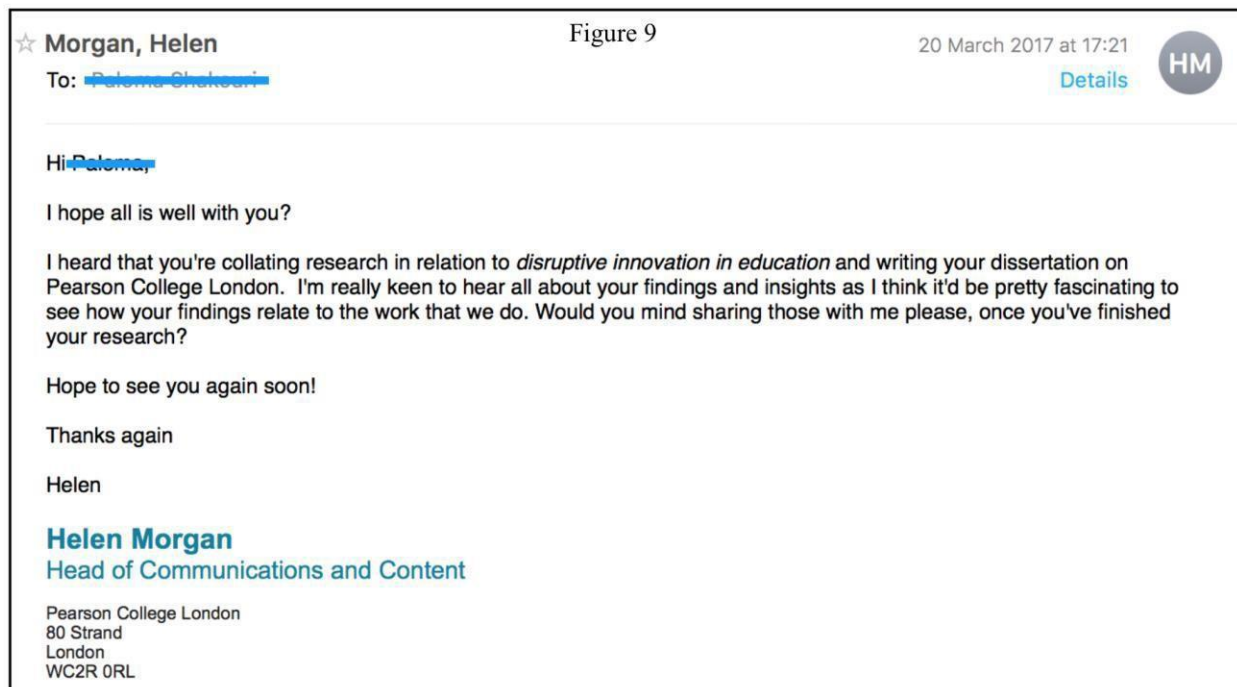 Figure 9
Morgan, Helen
20 March 2017 at 17:21
HM
To:
Details
Hi
I hope all is well with you?
I heard that you're collating research in relation to disruptive innovation in education and writing your dissertation on
Pearson College London. I'm really keen to hear all about your findings and insights as I think it'd be pretty fascinating to
see how your findings relate to the work that we do. Would you mind sharing those with me please, once you've finished
your research?
Hope to see you again soon!
Thanks again
Helen
Helen Morgan
Head of Communications and Content
Pearson College London
80 Strand
London
WC2R 0RL